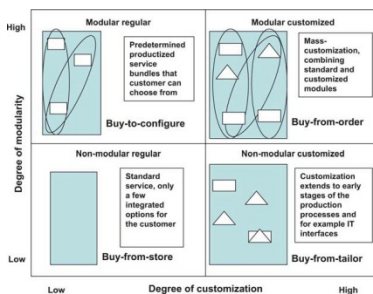 High
Modular regular
Modular customized
Predetermined
productized
service
bundles that
customer can
choose from
Mass-
customization,
combining
standard and
customized
modules
Buy-to-configure
Buy-from-order
Degree of modularity
Non-modular regular
Non-modular customized
Standard
service, only a
few
integrated
options for
the customer
Customization
extends to early
stages of the
production
processes and
for example IT
interfaces
Low
Buy-from-store
Buy-from-tailor
Low
Degree of customization
High